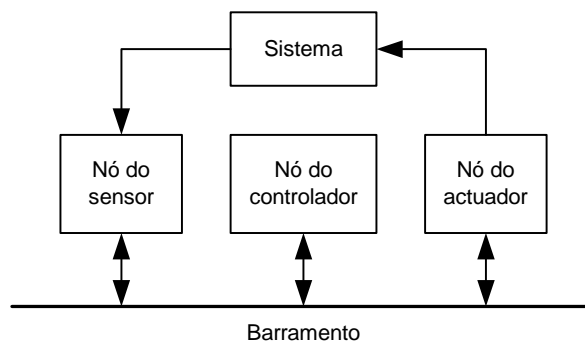 Sistema
Nó do
sensor
Nó do
controlador
Nó do
actuador
Barramento